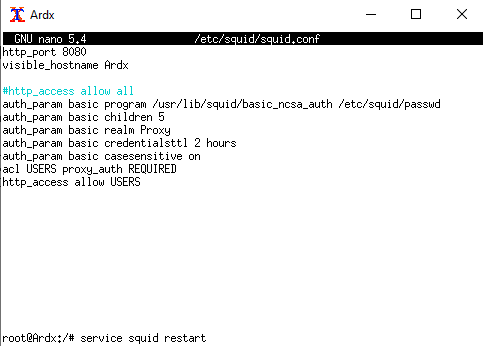 Ardx
GNU nano 5.4 /etc/squid/squid.conf
http_port 8080
visible_hostname Ardx
#http_access allow all
auth_param basic program /usr/lib/squid/basic_ncsa_auth /etc/squid/passwd
auth_param basic children 5
auth_param basic realm Proxy
auth_param basic credentialsttl 2 hours
auth_param basic casesensitive on
acl USERS proxy_auth REQUIRED
http_access allow USERS
root@Ardx:/# service squid restart